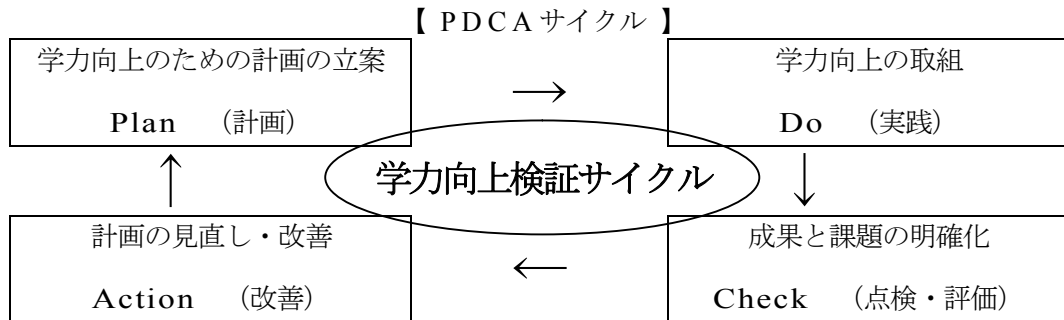 【 PDCAサイクル 】
学力向上のための計画の立案
Plan （計画）
→
学力向上の取組
Do （実践）
↑
学力向上検証サイクル
↓
計画の見直し・改善
Action （改善）
←
成果と課題の明確化
Check （点検・評価）